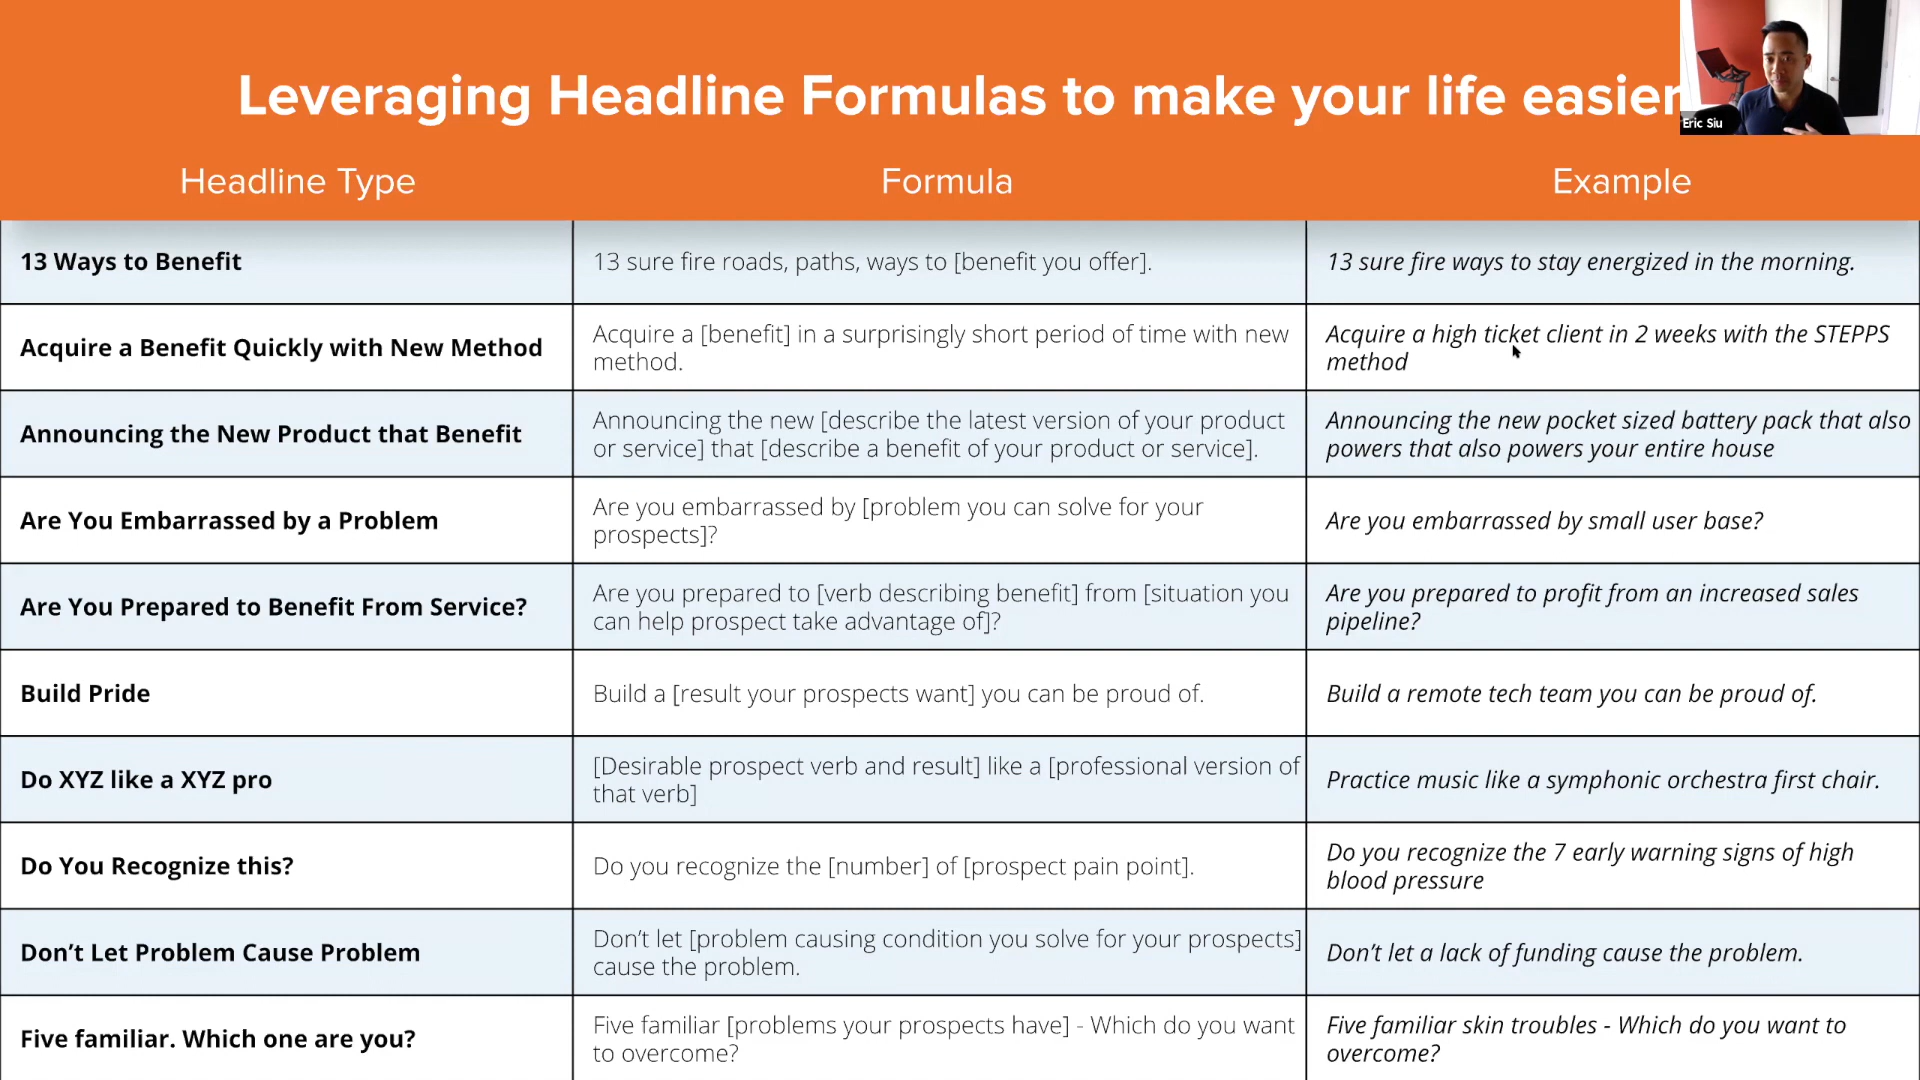 Leveraging Headline Formulas to make your life easier
Eric Siu
Headline Type
Formula
Example
13 Ways to Benefit
13 sure fire roads, paths, ways to [benefit you offer].
13 sure fire ways to stay energized in the morning.
Acquire a Benefit Quickly with New Method
Acquire a [benefit] in a surprisingly short period of time with new
method.
Acquire a high ticket client in 2 weeks with the STEPPS
method
Announcing the New Product that Benefit
Announcing the new [describe the latest version of your product
or service] that [describe a benefit of your product or service].
Announcing the new pocket sized battery pack that also
powers that also powers your entire house
Are You Embarrassed by a Problem
Are you embarrassed by [problem you can solve for your
prospects]?
Are you embarrassed by small user base?
Are You Prepared to Benefit From Service?
Are you prepared to [verb describing benefit] from [situation you
can help prospect take advantage of]?
Are you prepared to profit from an increased sales
pipeline?
Build Pride
Build a [result your prospects want] you can be proud of.
Build a remote tech team you can be proud of.
Do XYZ like a XYZ pro
[Desirable prospect verb and result] like a [professional version of
that verb]
Practice music like a symphonic orchestra first chair.
Do You Recognize this?
Do you recognize the [number] of [prospect pain point].
Do you recognize the 7 early warning signs of high
blood pressure
Don’t Let Problem Cause Problem
Don’t let [problem causing condition you solve for your prospects]
cause the problem.
Don’t let a lack of funding cause the problem.
Five familiar. Which one are you?
Five familiar [problems your prospects have] - Which do you want
to overcome?
Five familiar skin troubles - Which do you want to
overcome?